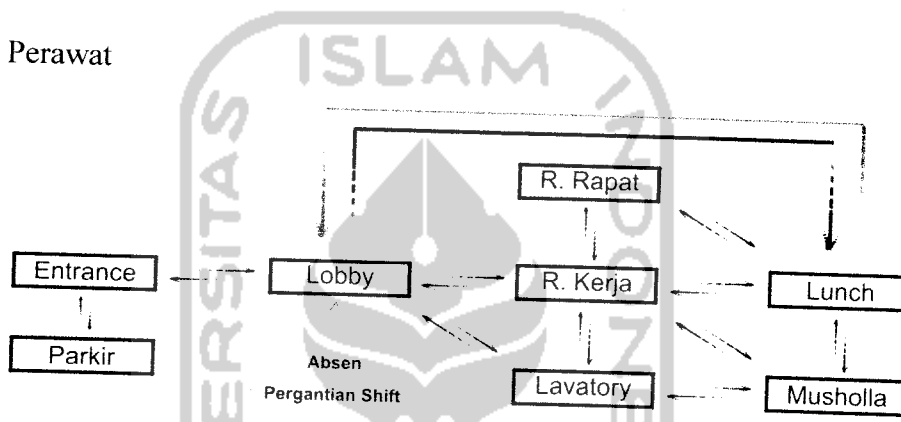 Perawat
ISLAM
R. Rapat
Entrance
Lobby
R. Kerja
Lunch
Parkir
Absen
Pergantian Shift
Lavatory
Musholla